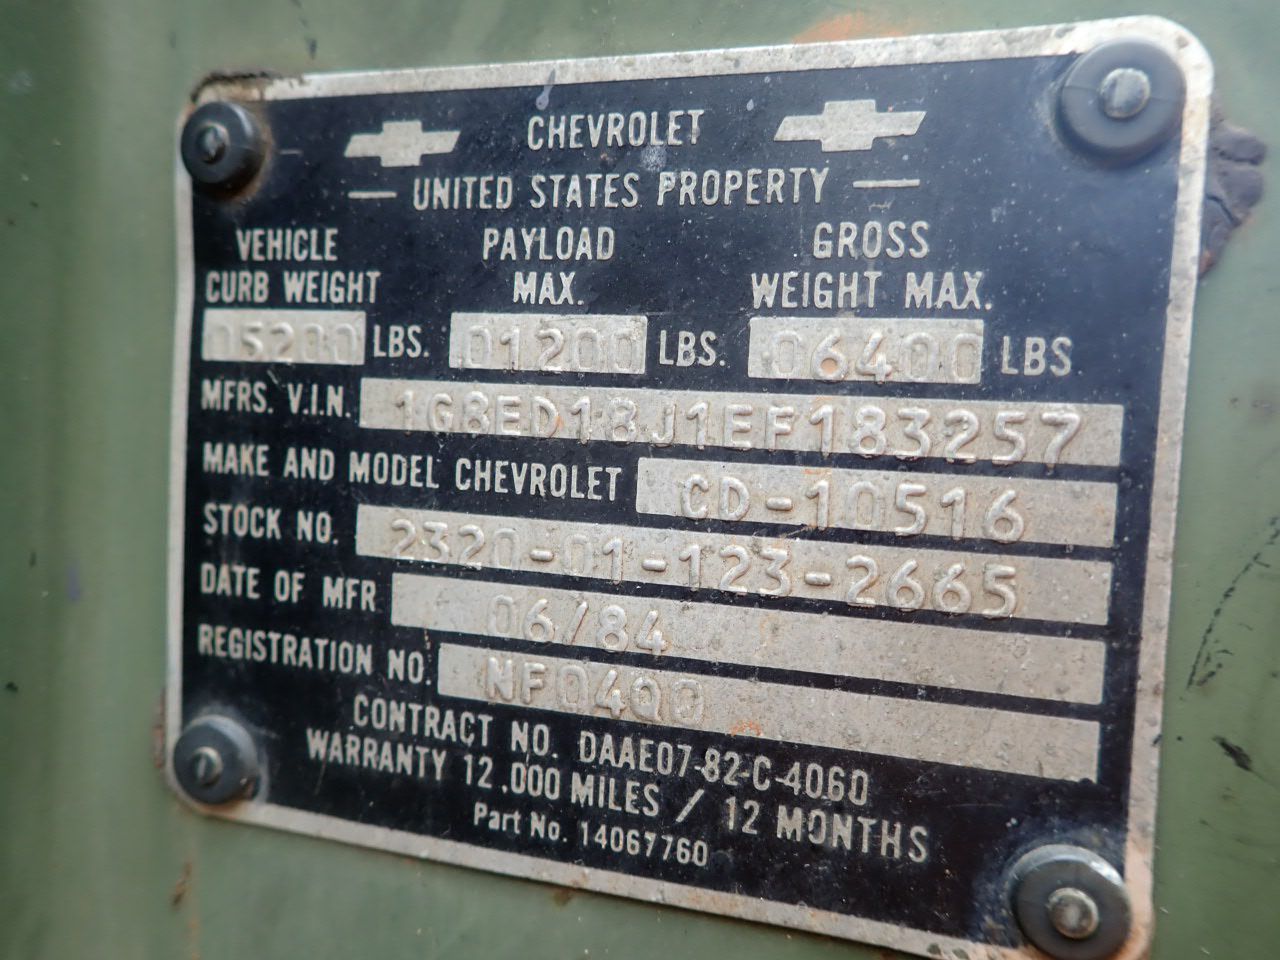 CHEVROLET
UNITED STATES PROPERTY
VEHICLE CURB WEIGHT PAYLOAD MAX. GROSS WEIGHT MAX.
05200 LBS. 01200 LBS. 06400 LBS
MFRS. V.I.N. 1G8ED18J1EF183257
MAKE AND MODEL CHEVROLET CD-10516
STOCK NO. 2320-01-123-2665
DATE OF MFR 06/84
REGISTRATION NO. NF04Q0
CONTRACT NO. DAAE07-82-C-4060
WARRANTY 12.000 MILES / 12 MONTHS
Part No. 14067760